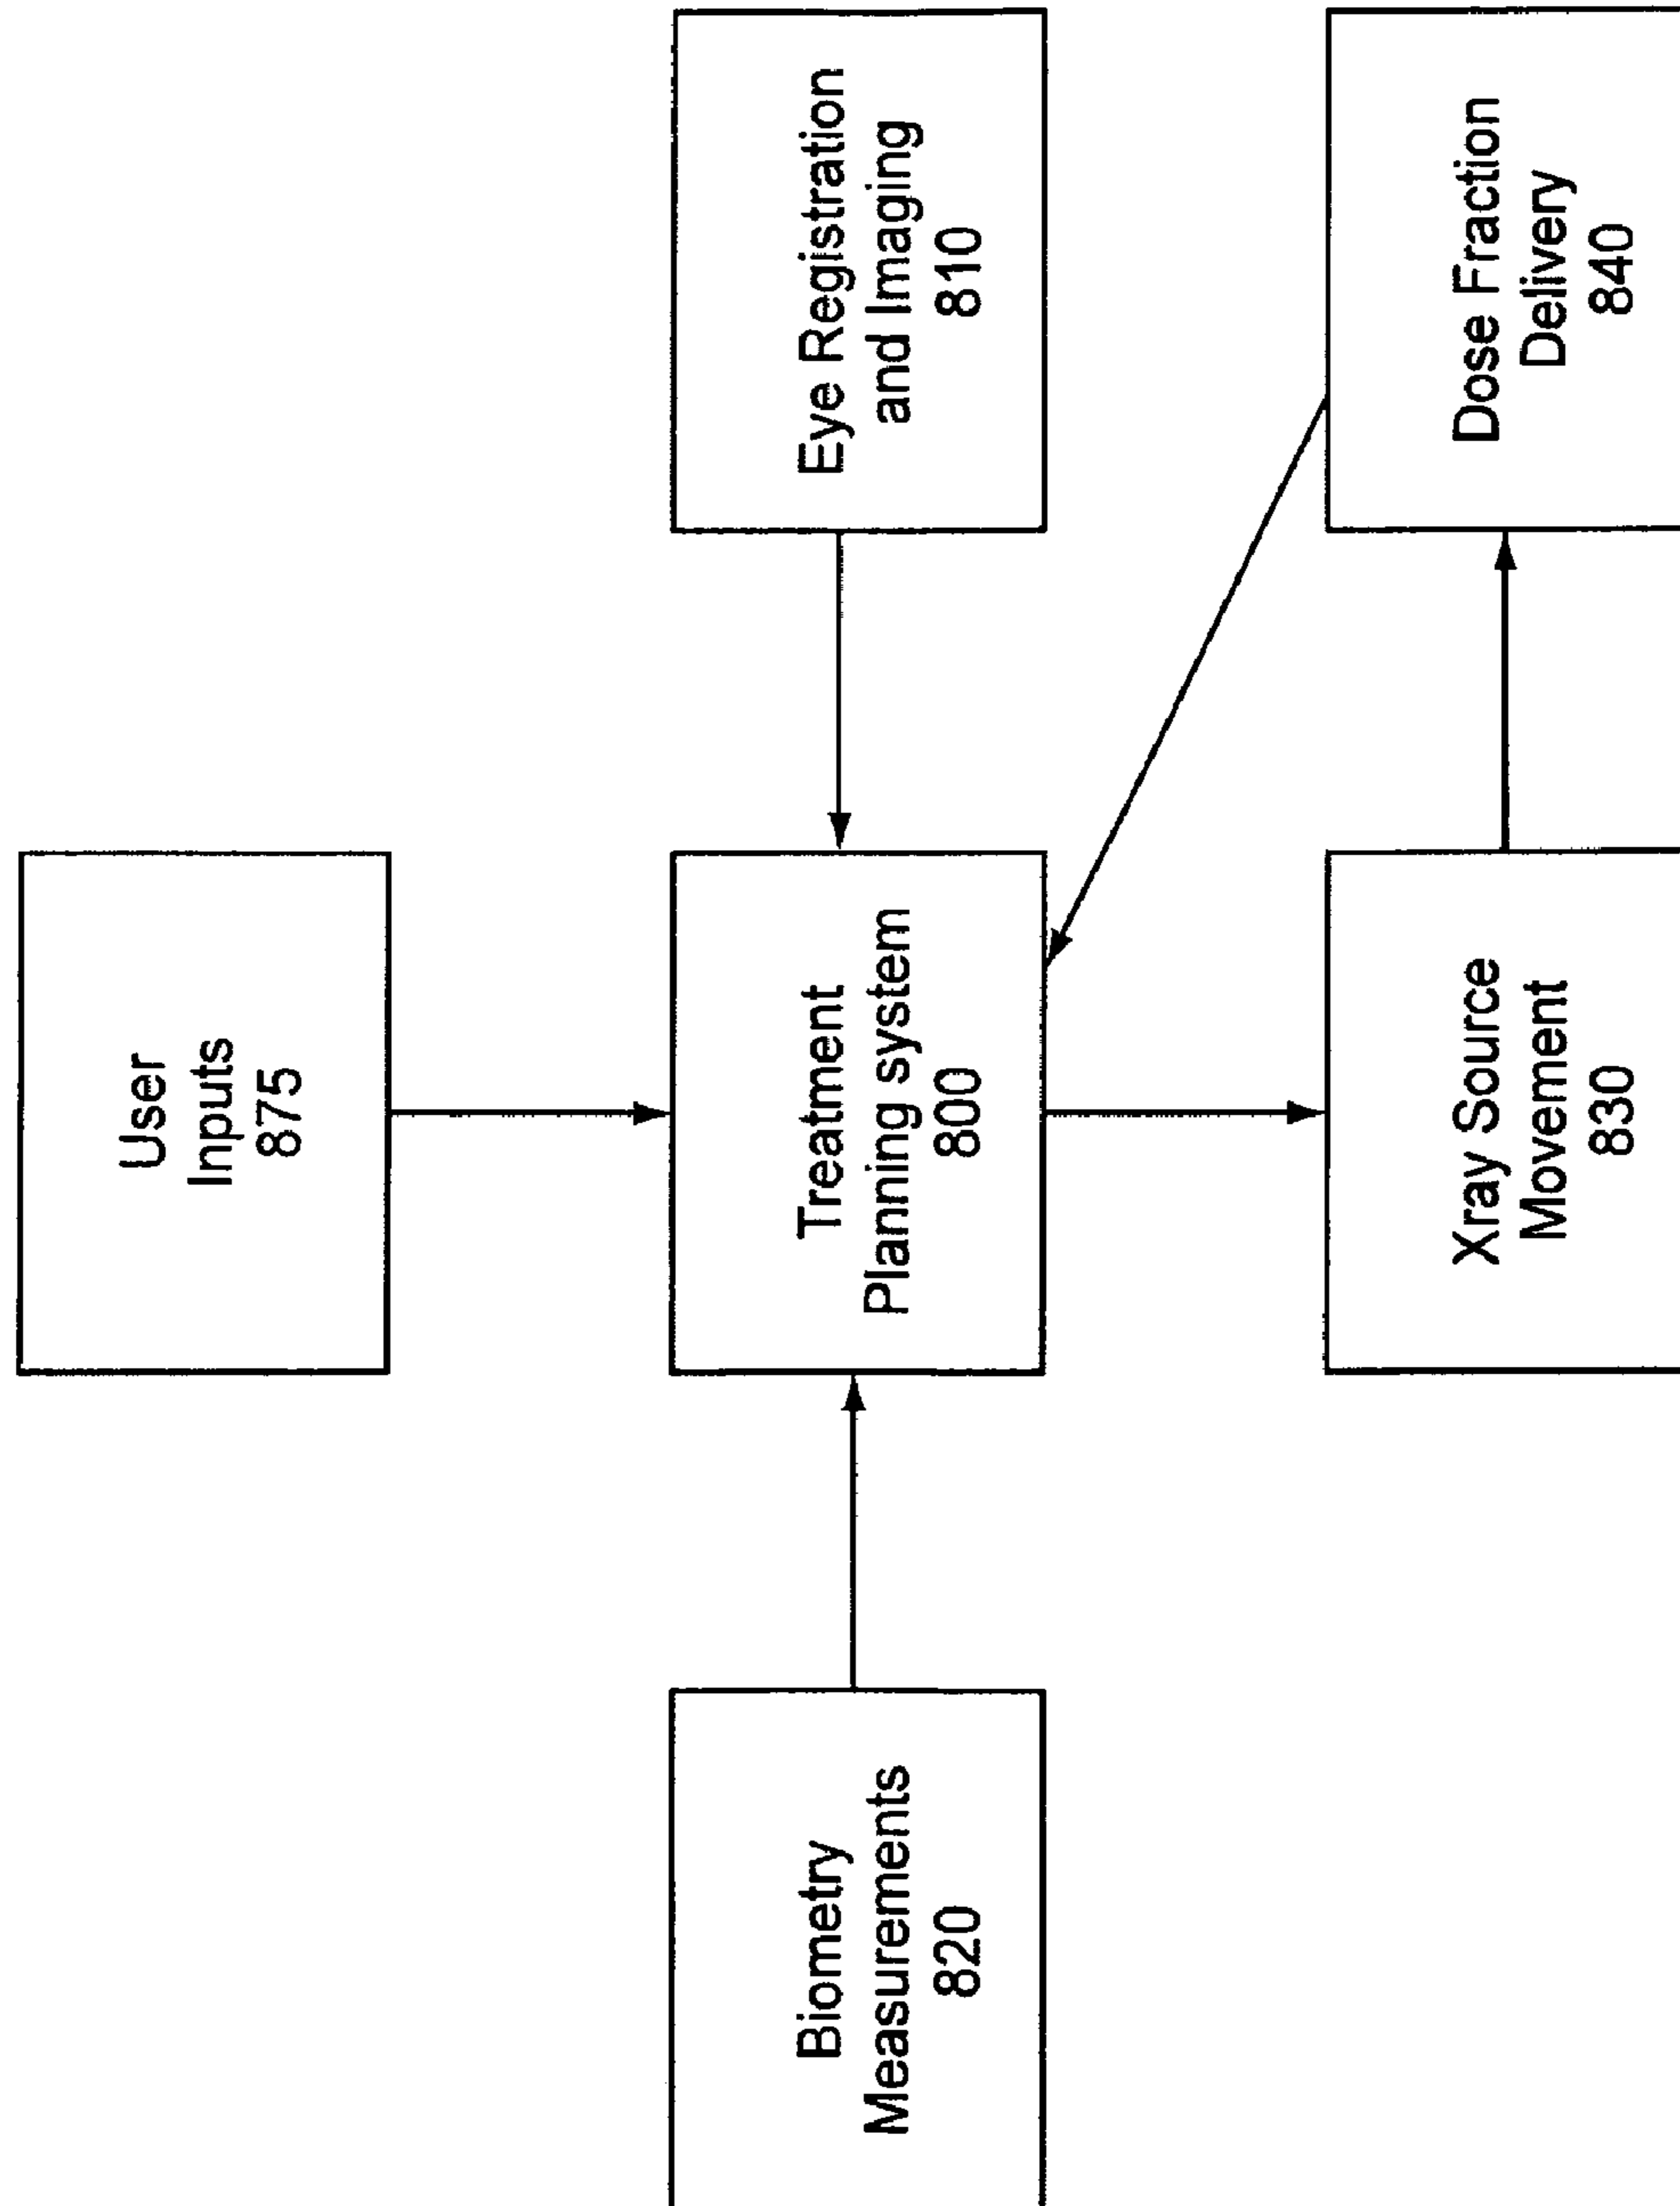 User
Inputs
875
Biometry
Measurements
820
Treatment
Planning system
800
Eye Registration
and Imaging
810
Xray Source
Movement
830
Dose Fraction
Delivery
840